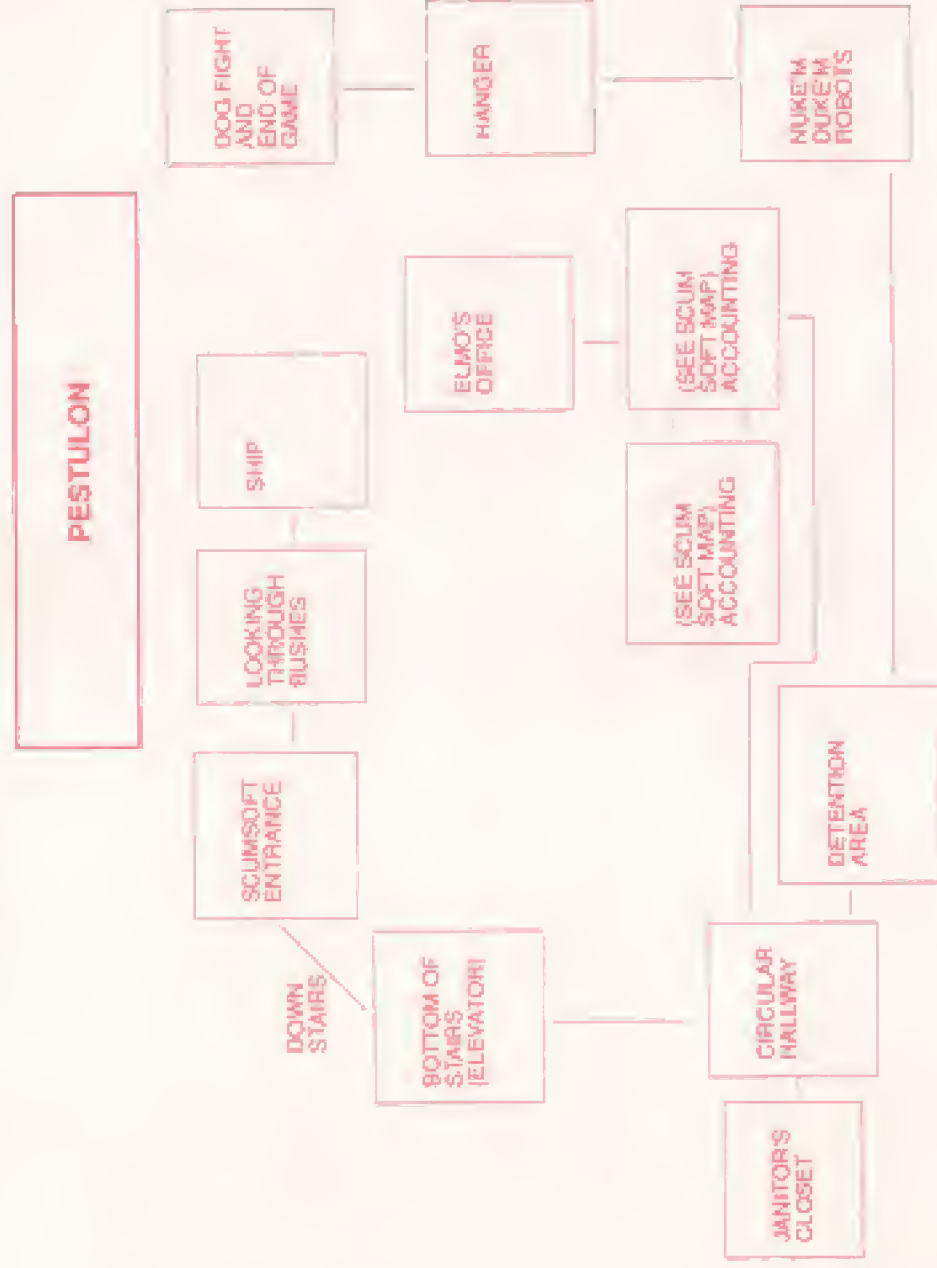 PESTULON
SCUMSOFT
ENTRANCE
LOOKING
THROUGH
BUSHES
SHIP
DOG FIGHT
AND
END OF
GAME
DOWN
STAIRS
BOTTOM OF
STAIRS
(ELEVATOR)
ELMO'S
OFFICE
HANGER
(SEE SCUM
SOFT MAP)
ACCOUNTING
(SEE SCUM
SOFT MAP)
ACCOUNTING
JANITOR'S
CLOSET
CIRCULAR
HALLWAY
DETENTION
AREA
NUKE'M
DUKE'M
ROBOTS